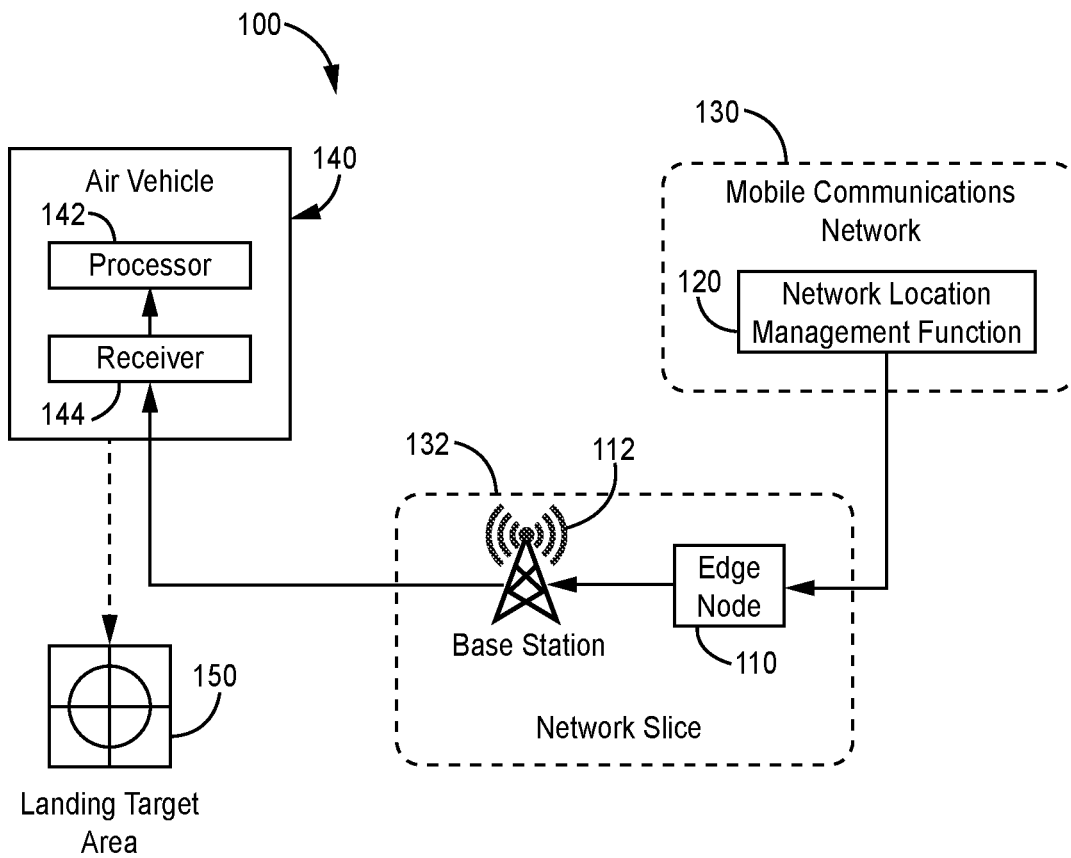 100
130
Air Vehicle
140
Mobile Communications
Network
142
Processor
120
Network Location
Management Function
Receiver
144
132
112
Edge
Node
Base Station
110
150
Network Slice
Landing Target
Area